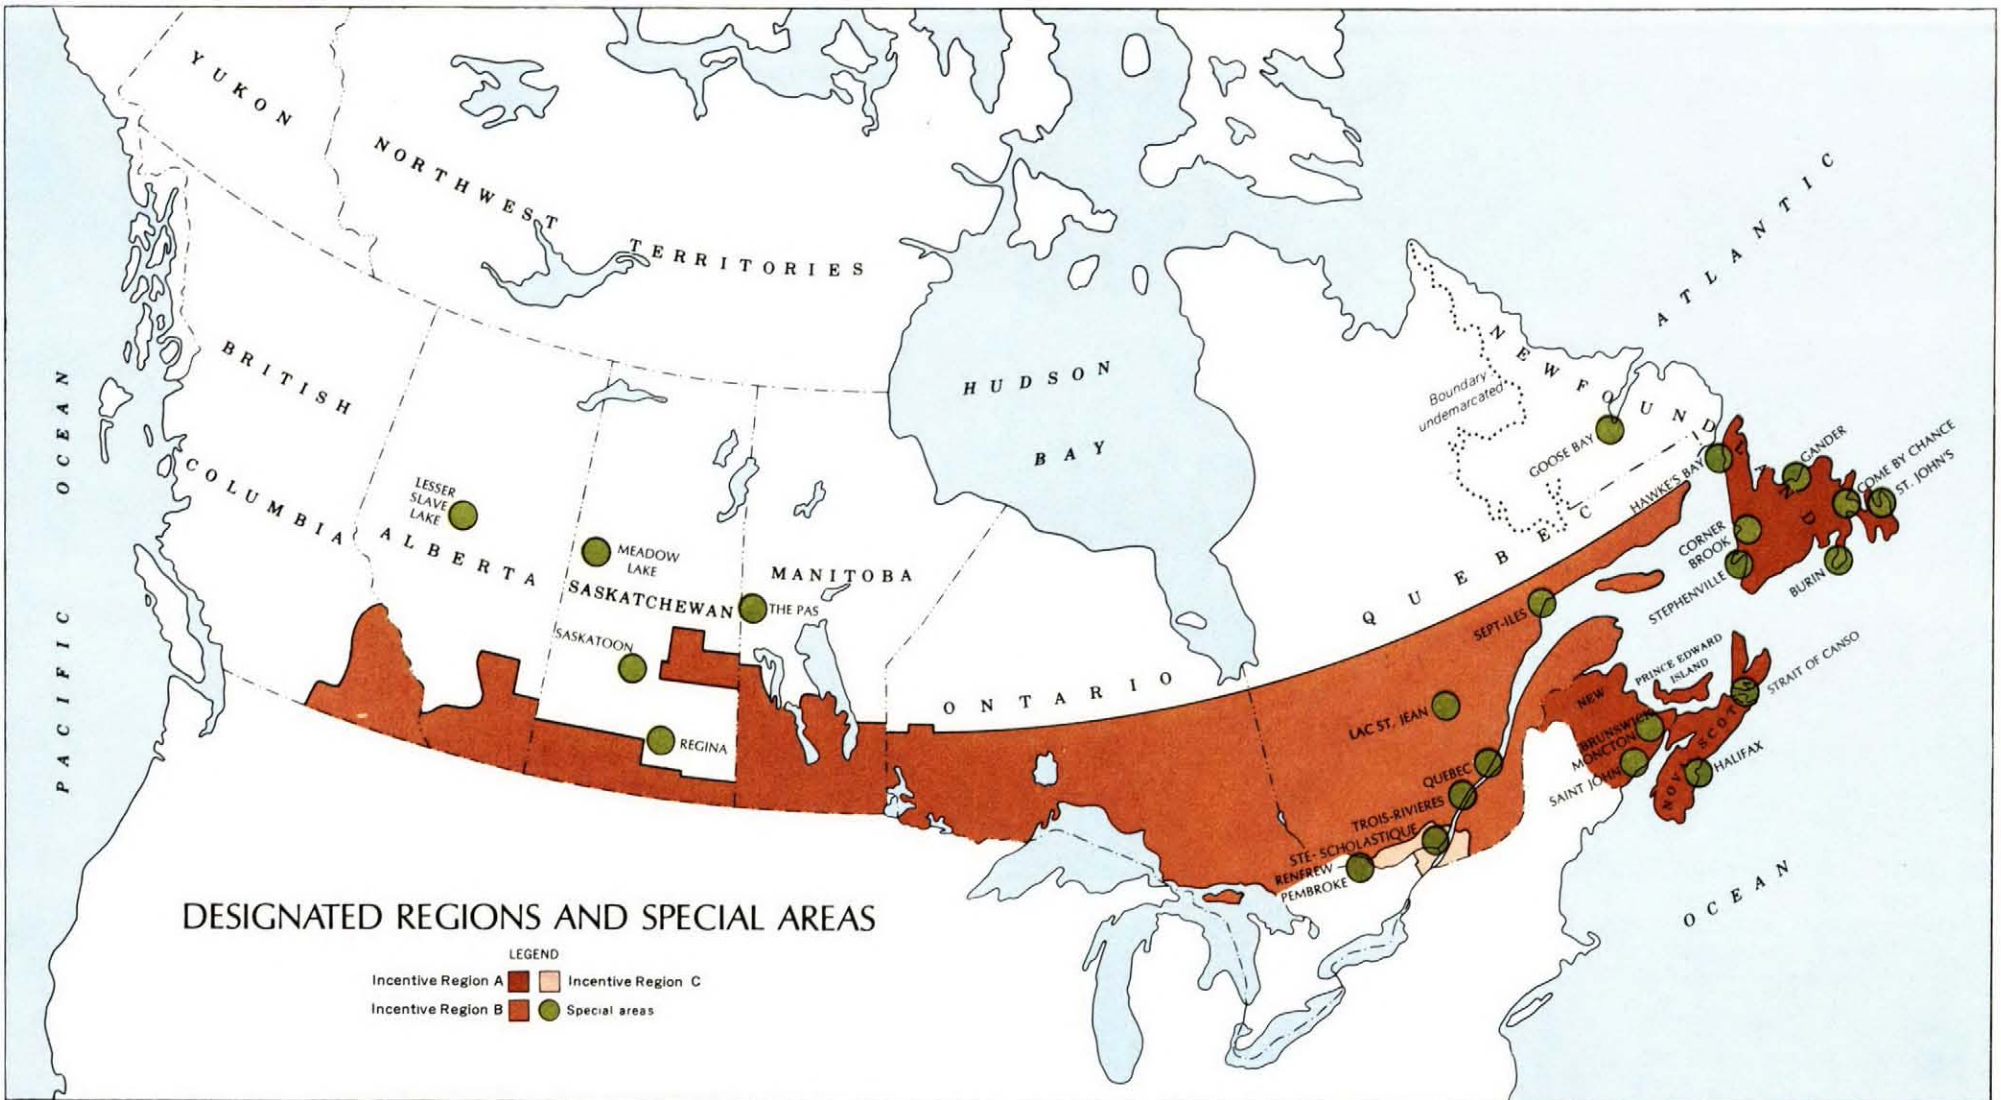 YUKON
NORTHWEST
TERRITORIES
BRITISH
COLUMBIA
ALBERTA
SASKATCHEWAN
MANITOBA
ONTARIO
QUEBEC
NEWFOUNDLAND
Boundary
undemarcated
HUDSON
BAY
PACIFIC OCEAN
ATLANTIC
OCEAN
LESSER
SLAVE
LAKE
MEADOW
LAKE
THE PAS
SASKATOON
REGINA
GOOSE BAY
HAWKE'S BAY
GANDER
COME BY CHANCE
ST. JOHN'S
CORNER
BROOK
STEPHENVILLE
BURIN
SEPT-ILES
PRINCE EDWARD
ISLAND
STRAIT OF CANSO
NEW
BRUNSWICK
MONCTON
SAINT JOHN
NOVA SCOTIA
HALIFAX
LAC ST. JEAN
QUEBEC
TROIS-RIVIERES
STE- SCHOLASTIQUE
RENFREW
PEMBROKE
DESIGNATED REGIONS AND SPECIAL AREAS
LEGEND
Incentive Region A
Incentive Region C
Incentive Region B
Special areas